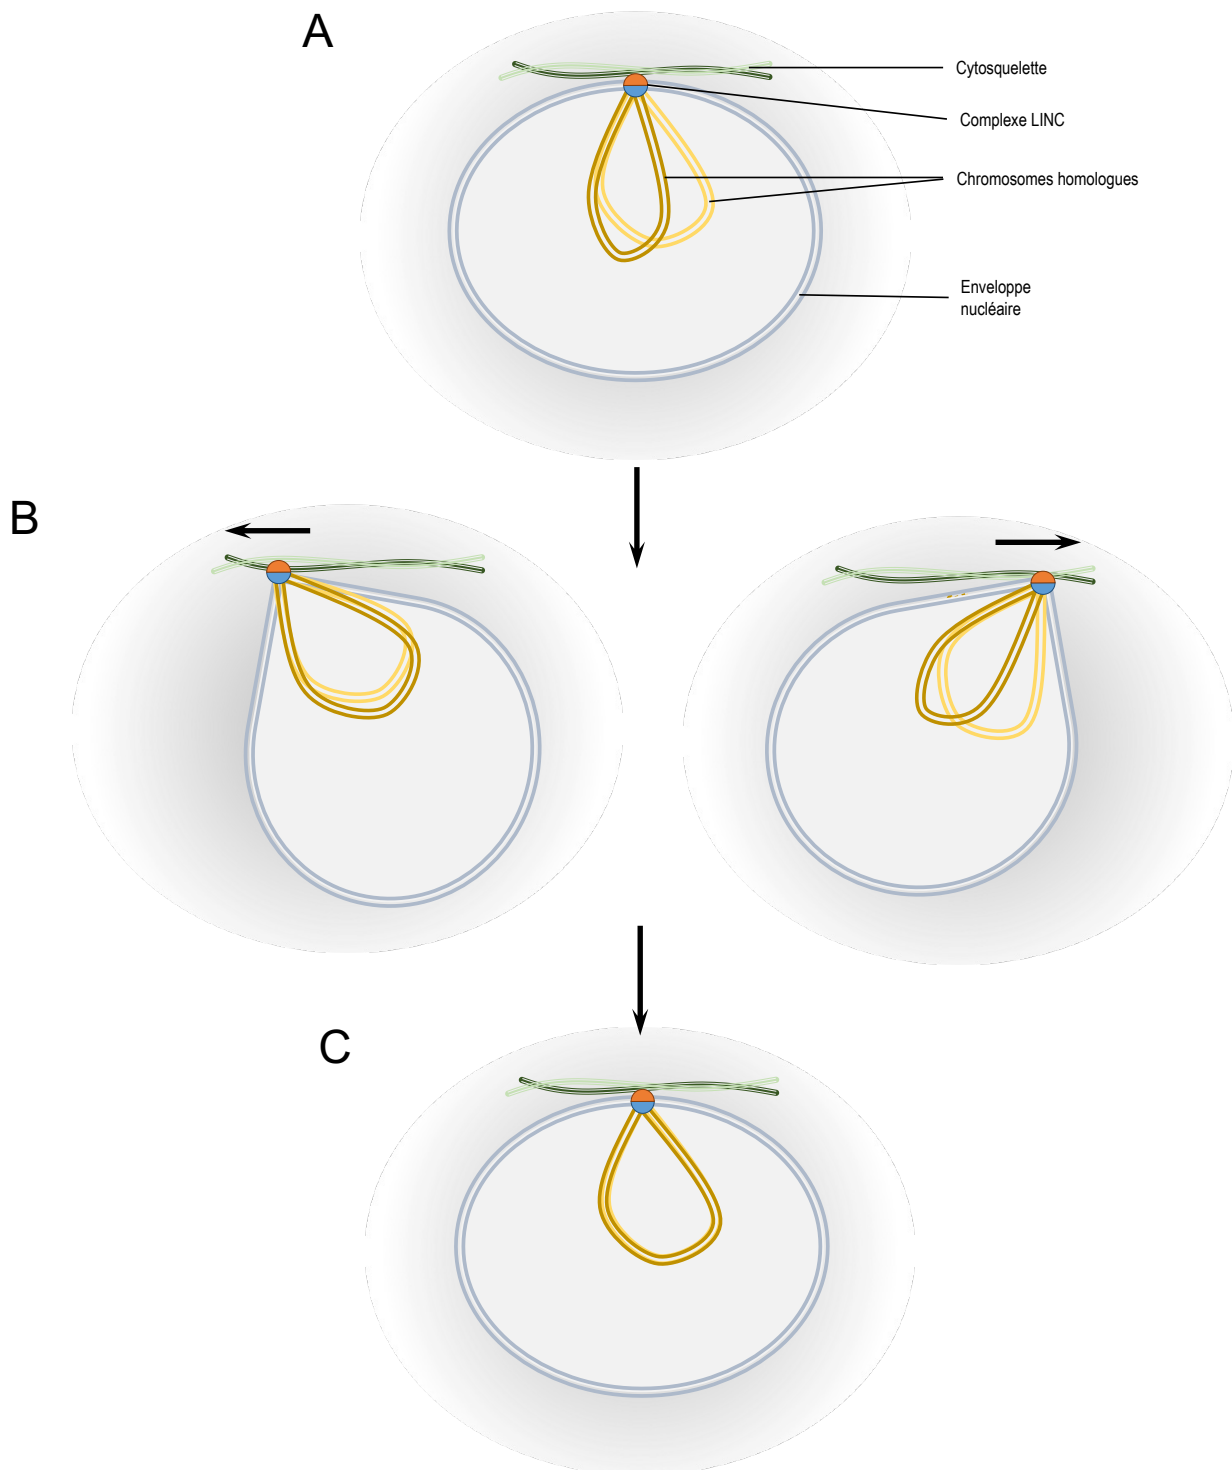 A
Cytosquelette
Complexe LINC
Chromosomes homologues
Enveloppe
nucléaire
B
C